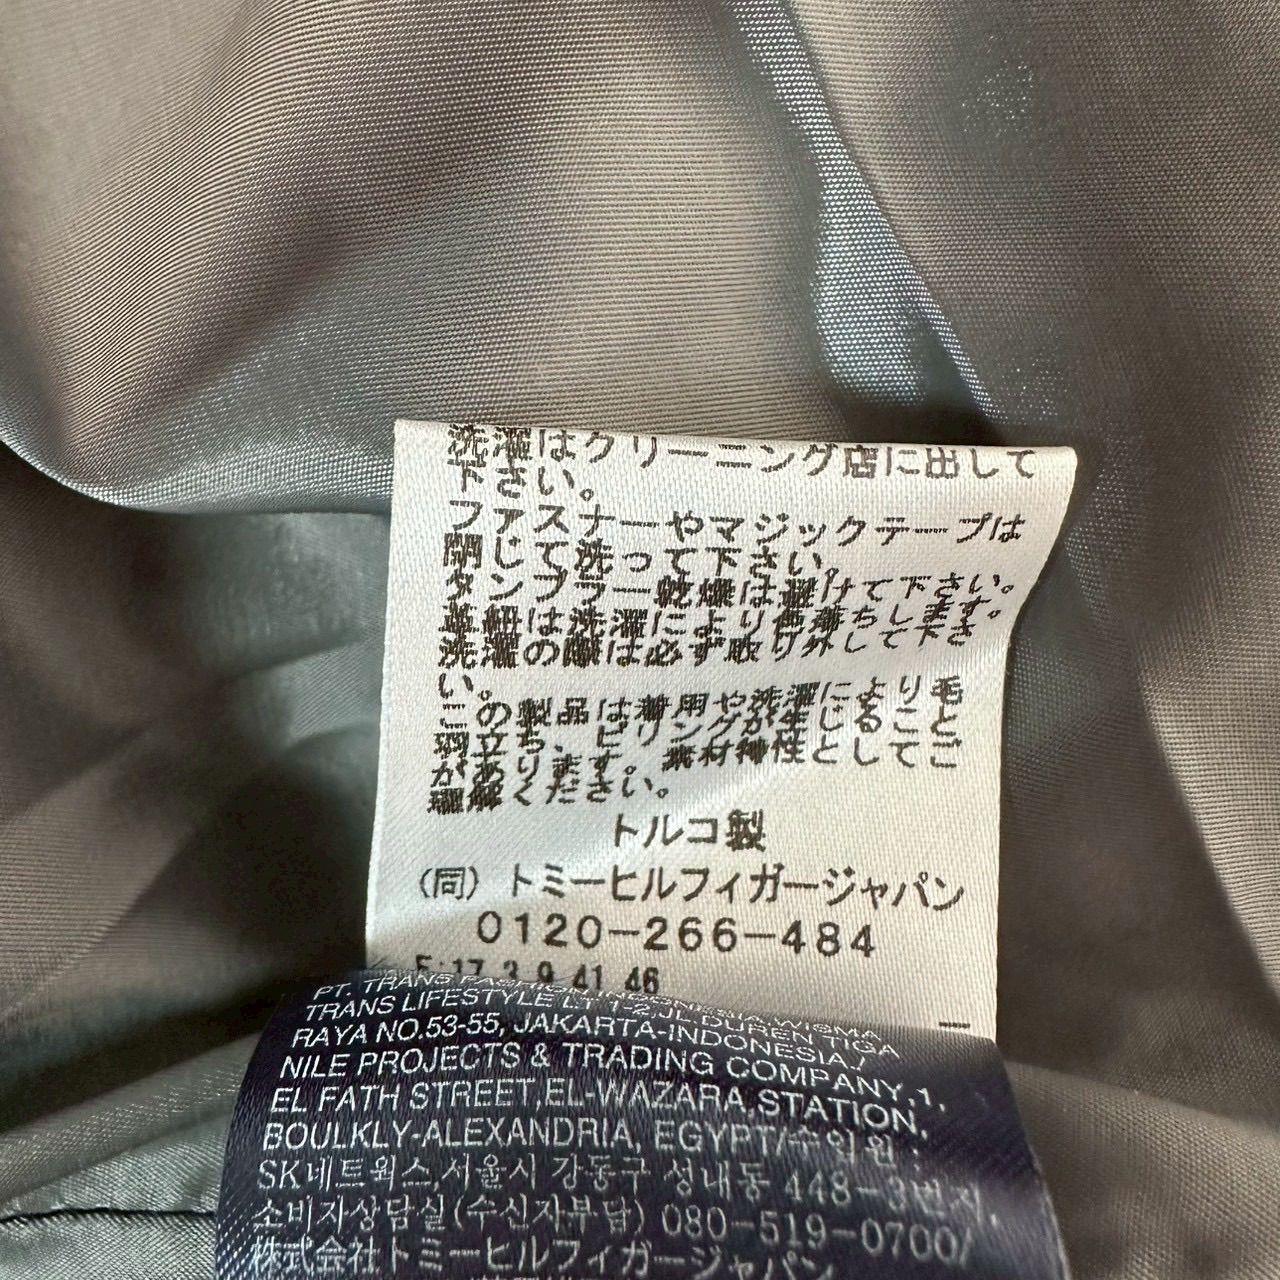 洗濯はクリーニング店に出して
下さい。
ファスナーやマジックテープは
閉じて洗って下さい。
タンブラー乾燥は避けて下さい。
革紐は洗濯により色落ちします。
洗濯の際は必ず取り外して下さ
い。
この製品は着用や洗濯により毛
羽立ち、ピリングが生じること
があります。素材特性としてご
理解ください。
トルコ製
(同) トミーヒルフィガージャパン
0120-266-484
F:17 3 9 41 46
PT. TRANS INDONESIA,WISMA
TRANS LIFESTYLE LT 1-2,JL.DUREN TIGA
RAYA NO.53-55, JAKARTA-INDONESIA/
NILE PROJECTS & TRADING COMPANY,1,
EL FATH STREET,EL-WAZARA,STATION,
BOULKLY-ALEXANDRIA, EGYPT/수입원 :
SK네트웍스,서울시 강동구 성내동 448-3번지,
소비자상담실(수신자부담) 080-519-0700/
株式会社トミーヒルフィガージャパン